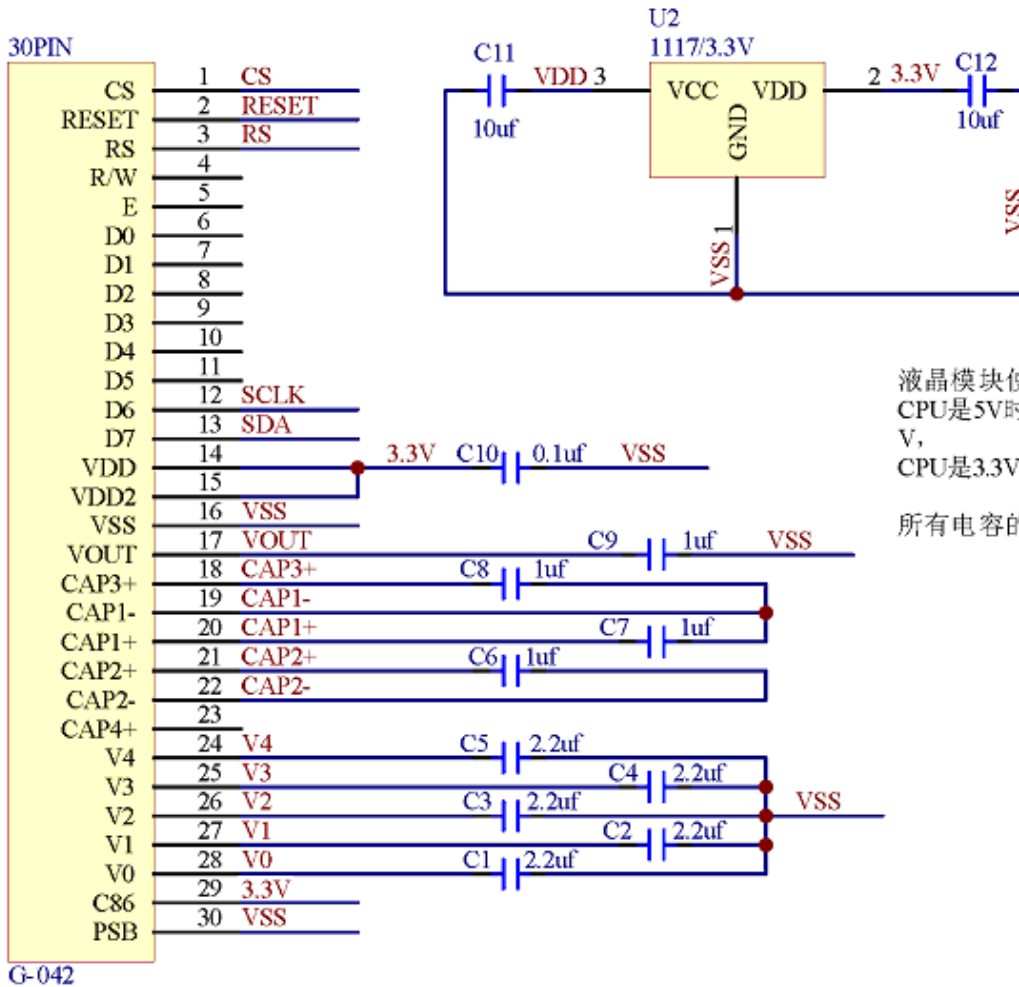 30PIN
CS 1 CS
RESET 2 RESET
RS 3 RS
R/W 4
E 5
D0 6
D1 7
D2 8
D3 9
D4 10
D5 11
D6 12 SCLK
D7 13 SDA
VDD 14
VDD2 15
3.3V C10 0.1uf VSS
VSS 16 VSS
VOUT 17 VOUT C9 1uf VSS
CAP3+ 18 CAP3+ C8 1uf
CAP1- 19 CAP1-
CAP1+ 20 CAP1+ C7 1uf
CAP2+ 21 CAP2+ C6 1uf
CAP2- 22 CAP2-
CAP4+ 23
V4 24 V4 C5 2.2uf
V3 25 V3 C4 2.2uf
V2 26 V2 C3 2.2uf VSS
V1 27 V1 C2 2.2uf
V0 28 V0 C1 2.2uf
C86 29 3.3V
PSB 30 VSS
G-042
U2
1117/3.3V
C11 VDD 3 VCC VDD 2 3.3V C12
10uf GND 10uf
VSS 1
VSS
液晶模块使
CPU是5V时
V,
CPU是3.3V
所有电容的